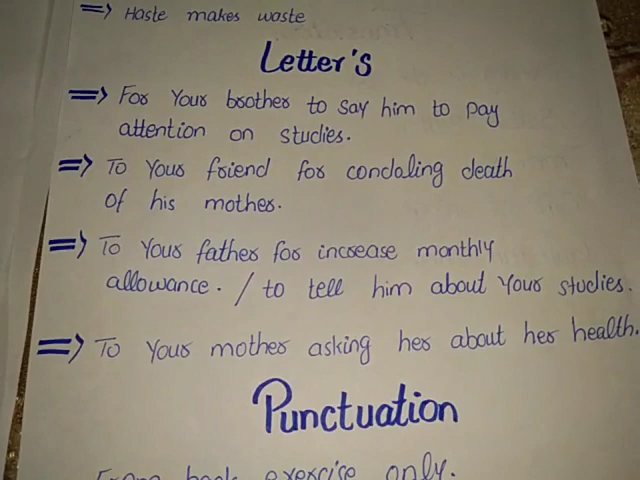 => Haste makes waste
Letter's
=> For Your brother to say him to pay
attention on studies.
=> To Your friend for condoling death
of his mother.
=> To Your father for increase monthly
allowance. / to tell him about Your studies.
=> To Your mother asking her about her health.
Punctuation
From book exercise only.